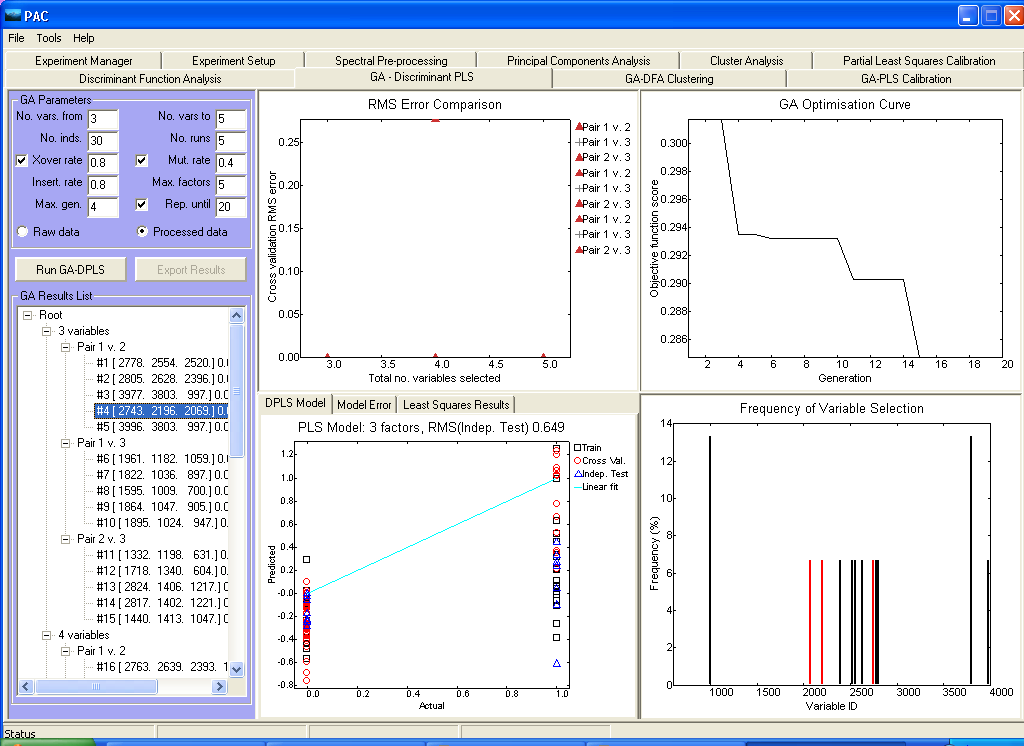 PAC
File Tools Help
Experiment Manager Experiment Setup Spectral Pre-processing Principal Components Analysis Cluster Analysis Partial Least Squares Calibration
Discriminant Function Analysis GA - Discriminant PLS GA-DFA Clustering GA-PLS Calibration
GA Parameters
No. vars. from 3 No. vars to 5
No. inds. 30 No. runs 5
Xover rate 0.8 Mut. rate 0.4
Insert. rate 0.8 Max. factors 5
Max. gen. 4 Rep. until 20
Raw data Processed data
Run GA-DPLS Export Results
GA Results List
Root
3 variables
Pair 1 v. 2
#1 [ 2778. 2554. 2520.] 0.0
#2 [ 2805. 2628. 2396.] 0.0
#3 [ 3977. 3803. 997.] 0.0
#4 [ 2743. 2196. 2069.] 0.0
#5 [ 3996. 3803. 997.] 0.0
Pair 1 v. 3
#6 [ 1961. 1182. 1059.] 0.
#7 [ 1822. 1036. 897.] 0.0
#8 [ 1595. 1009. 700.] 0.0
#9 [ 1864. 1047. 905.] 0.0
#10 [ 1895. 1024. 947.] 0.
Pair 2 v. 3
#11 [ 1332. 1198. 631.] 0.
#12 [ 1718. 1340. 604.] 0.
#13 [ 2824. 1406. 1217.] 0
#14 [ 2817. 1402. 1221.] 0
#15 [ 1440. 1413. 1047.] 0
4 variables
Pair 1 v. 2
#16 [ 2763. 2639. 2393. 1
RMS Error Comparison
Cross validation RMS error
0.25
0.20
0.15
0.10
0.05
0.00
3.0 3.5 4.0 4.5 5.0
Total no. variables selected
Pair 1 v. 2
Pair 1 v. 3
Pair 2 v. 3
Pair 1 v. 2
Pair 1 v. 3
Pair 2 v. 3
Pair 1 v. 2
Pair 1 v. 3
Pair 2 v. 3
GA Optimisation Curve
Objective function score
0.300
0.298
0.296
0.294
0.292
0.290
0.288
0.286
2 4 6 8 10 12 14 16 18 20
Generation
DPLS Model Model Error Least Squares Results
PLS Model: 3 factors, RMS(Indep. Test) 0.649
Predicted
1.2
1.0
0.8
0.6
0.4
0.2
-0.0
-0.2
-0.4
-0.6
-0.8
0.0 0.2 0.4 0.6 0.8 1.0
Actual
Train
Cross Val.
Indep. Test
Linear fit
Frequency of Variable Selection
Frequency (%)
14
12
10
8
6
4
2
0
1000 1500 2000 2500 3000 3500 4000
Variable ID
Status